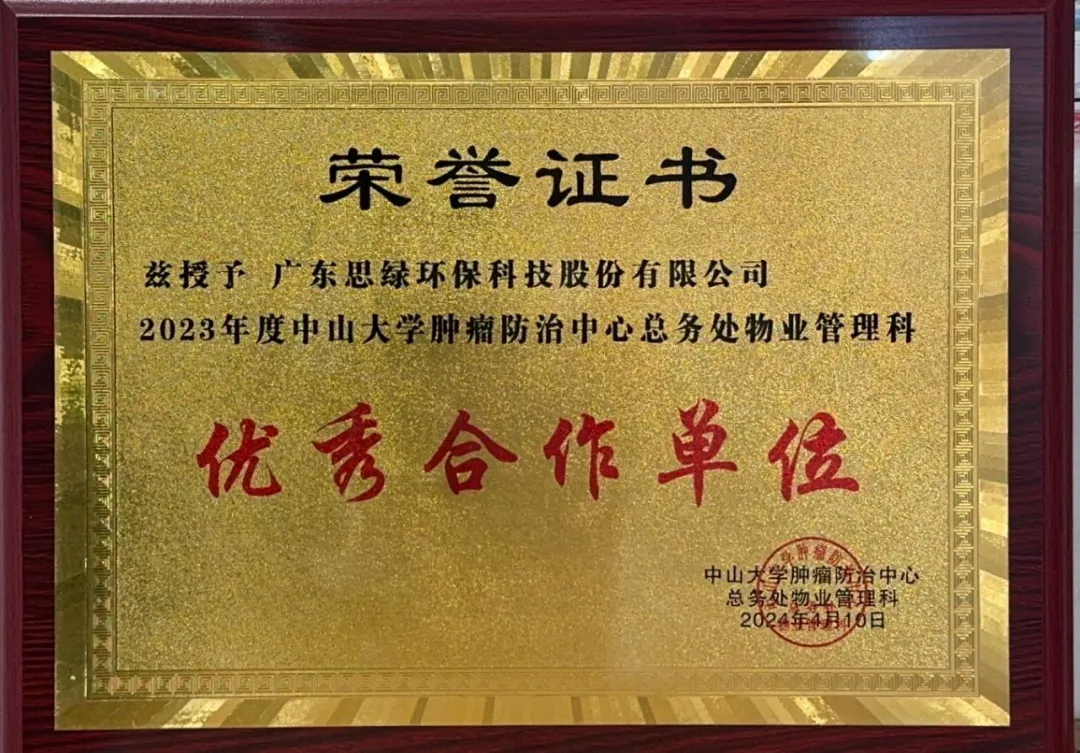 荣誉证书
兹授予 广东思绿环保科技股份有限公司
2023年度中山大学肿瘤防治中心总务处物业管理科
优秀合作单位
中山大学肿瘤防治中心
总务处物业管理科
2024年4月10日